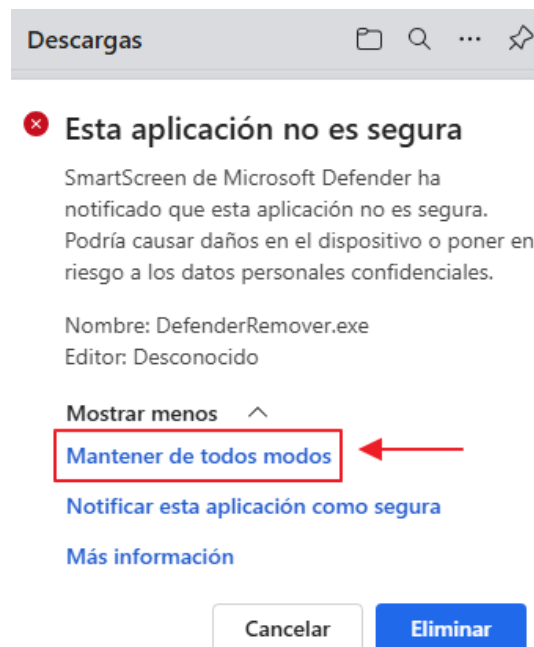 Descargas
Esta aplicación no es segura
SmartScreen de Microsoft Defender ha
notificado que esta aplicación no es segura.
Podría causar daños en el dispositivo o poner en
riesgo a los datos personales confidenciales.
Nombre: DefenderRemover.exe
Editor: Desconocido
Mostrar menos
Mantener de todos modos
Notificar esta aplicación como segura
Más información
Cancelar
Eliminar